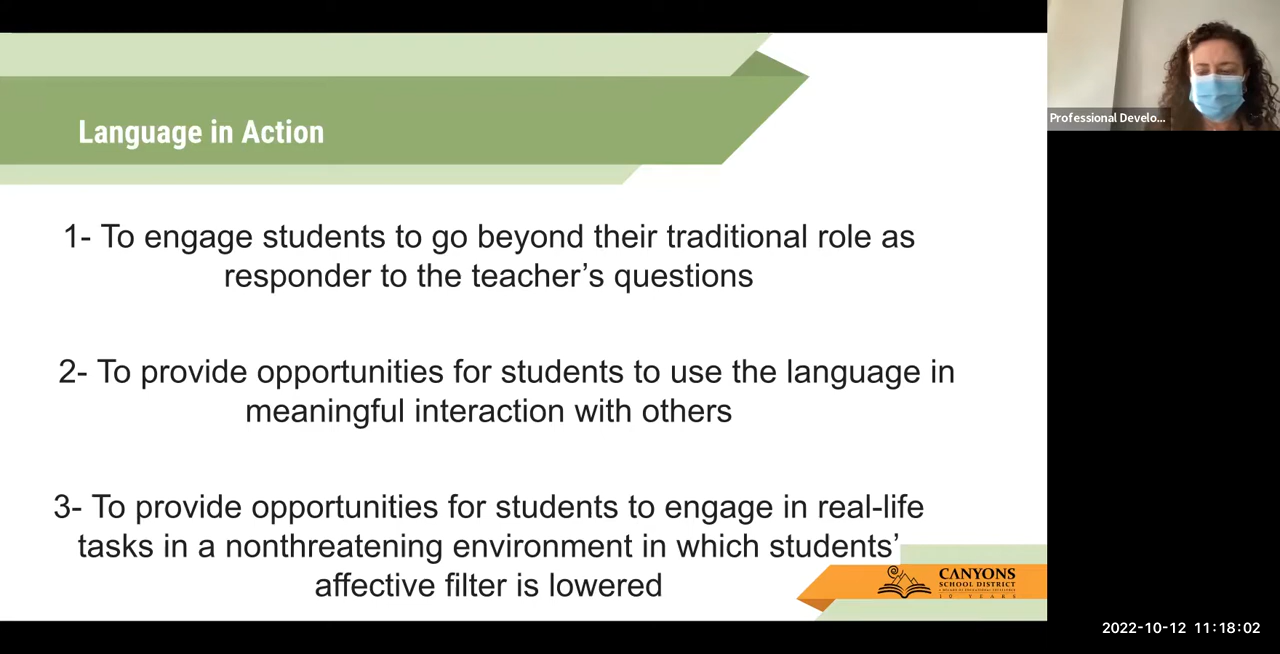 Language in Action
Professional Develo...
1- To engage students to go beyond their traditional role as
responder to the teacher’s questions
2- To provide opportunities for students to use the language in
meaningful interaction with others
3- To provide opportunities for students to engage in real-life
tasks in a nonthreatening environment in which students’
affective filter is lowered
CANYONS
SCHOOL DISTRICT
10 YEARS
2022-10-12 11:18:02